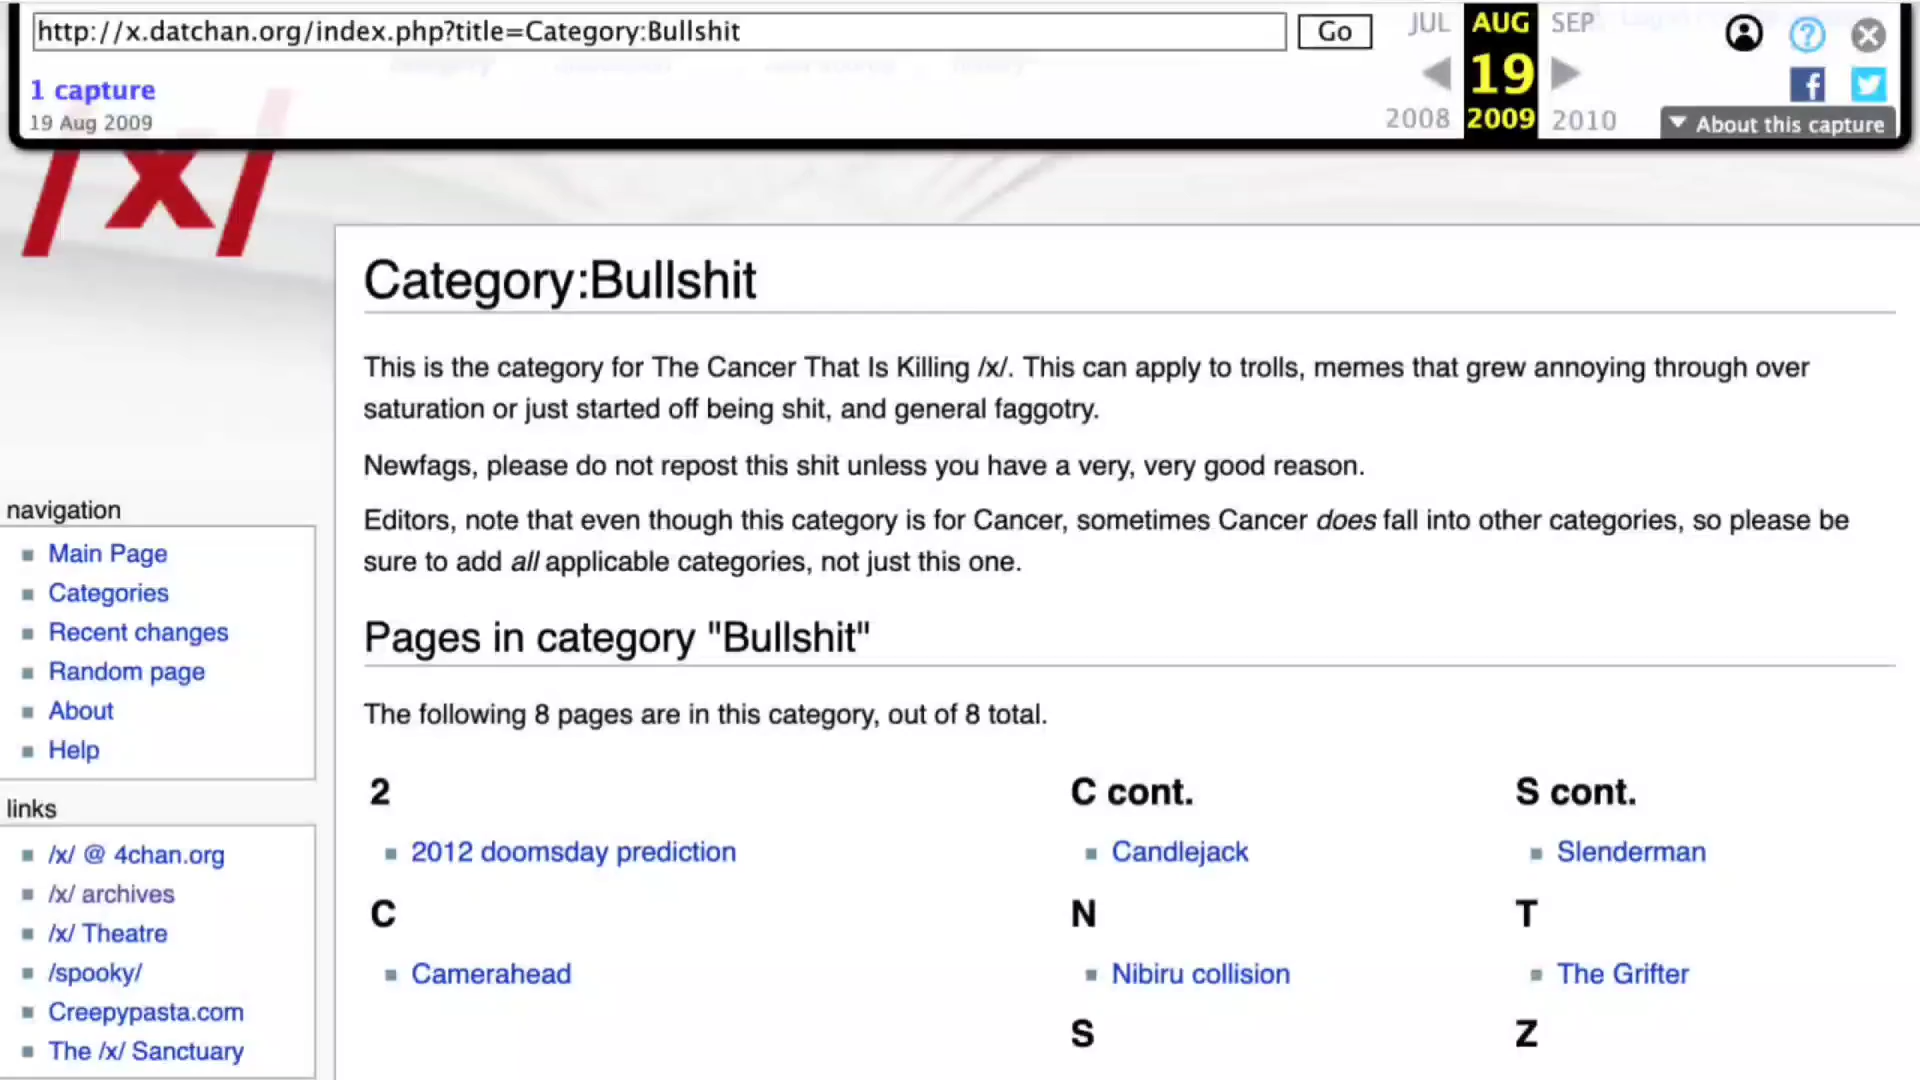 http://x.datchan.org/index.php?title=Category:Bullshit
Go
JUL
AUG
SEP
1 capture
19
19 Aug 2009
2008
2009
2010
About this capture
/x/
Category:Bullshit
This is the category for The Cancer That Is Killing /x/. This can apply to trolls, memes that grew annoying through over
saturation or just started off being shit, and general faggotry.
Newfags, please do not repost this shit unless you have a very, very good reason.
Editors, note that even though this category is for Cancer, sometimes Cancer does fall into other categories, so please be
sure to add all applicable categories, not just this one.
Pages in category "Bullshit"
The following 8 pages are in this category, out of 8 total.
2
2012 doomsday prediction
C
Camerahead
C cont.
Candlejack
N
Nibiru collision
S
S cont.
Slenderman
T
The Grifter
Z
navigation
Main Page
Categories
Recent changes
Random page
About
Help
links
/x/ @ 4chan.org
/x/ archives
/x/ Theatre
/spooky/
Creepypasta.com
The /x/ Sanctuary